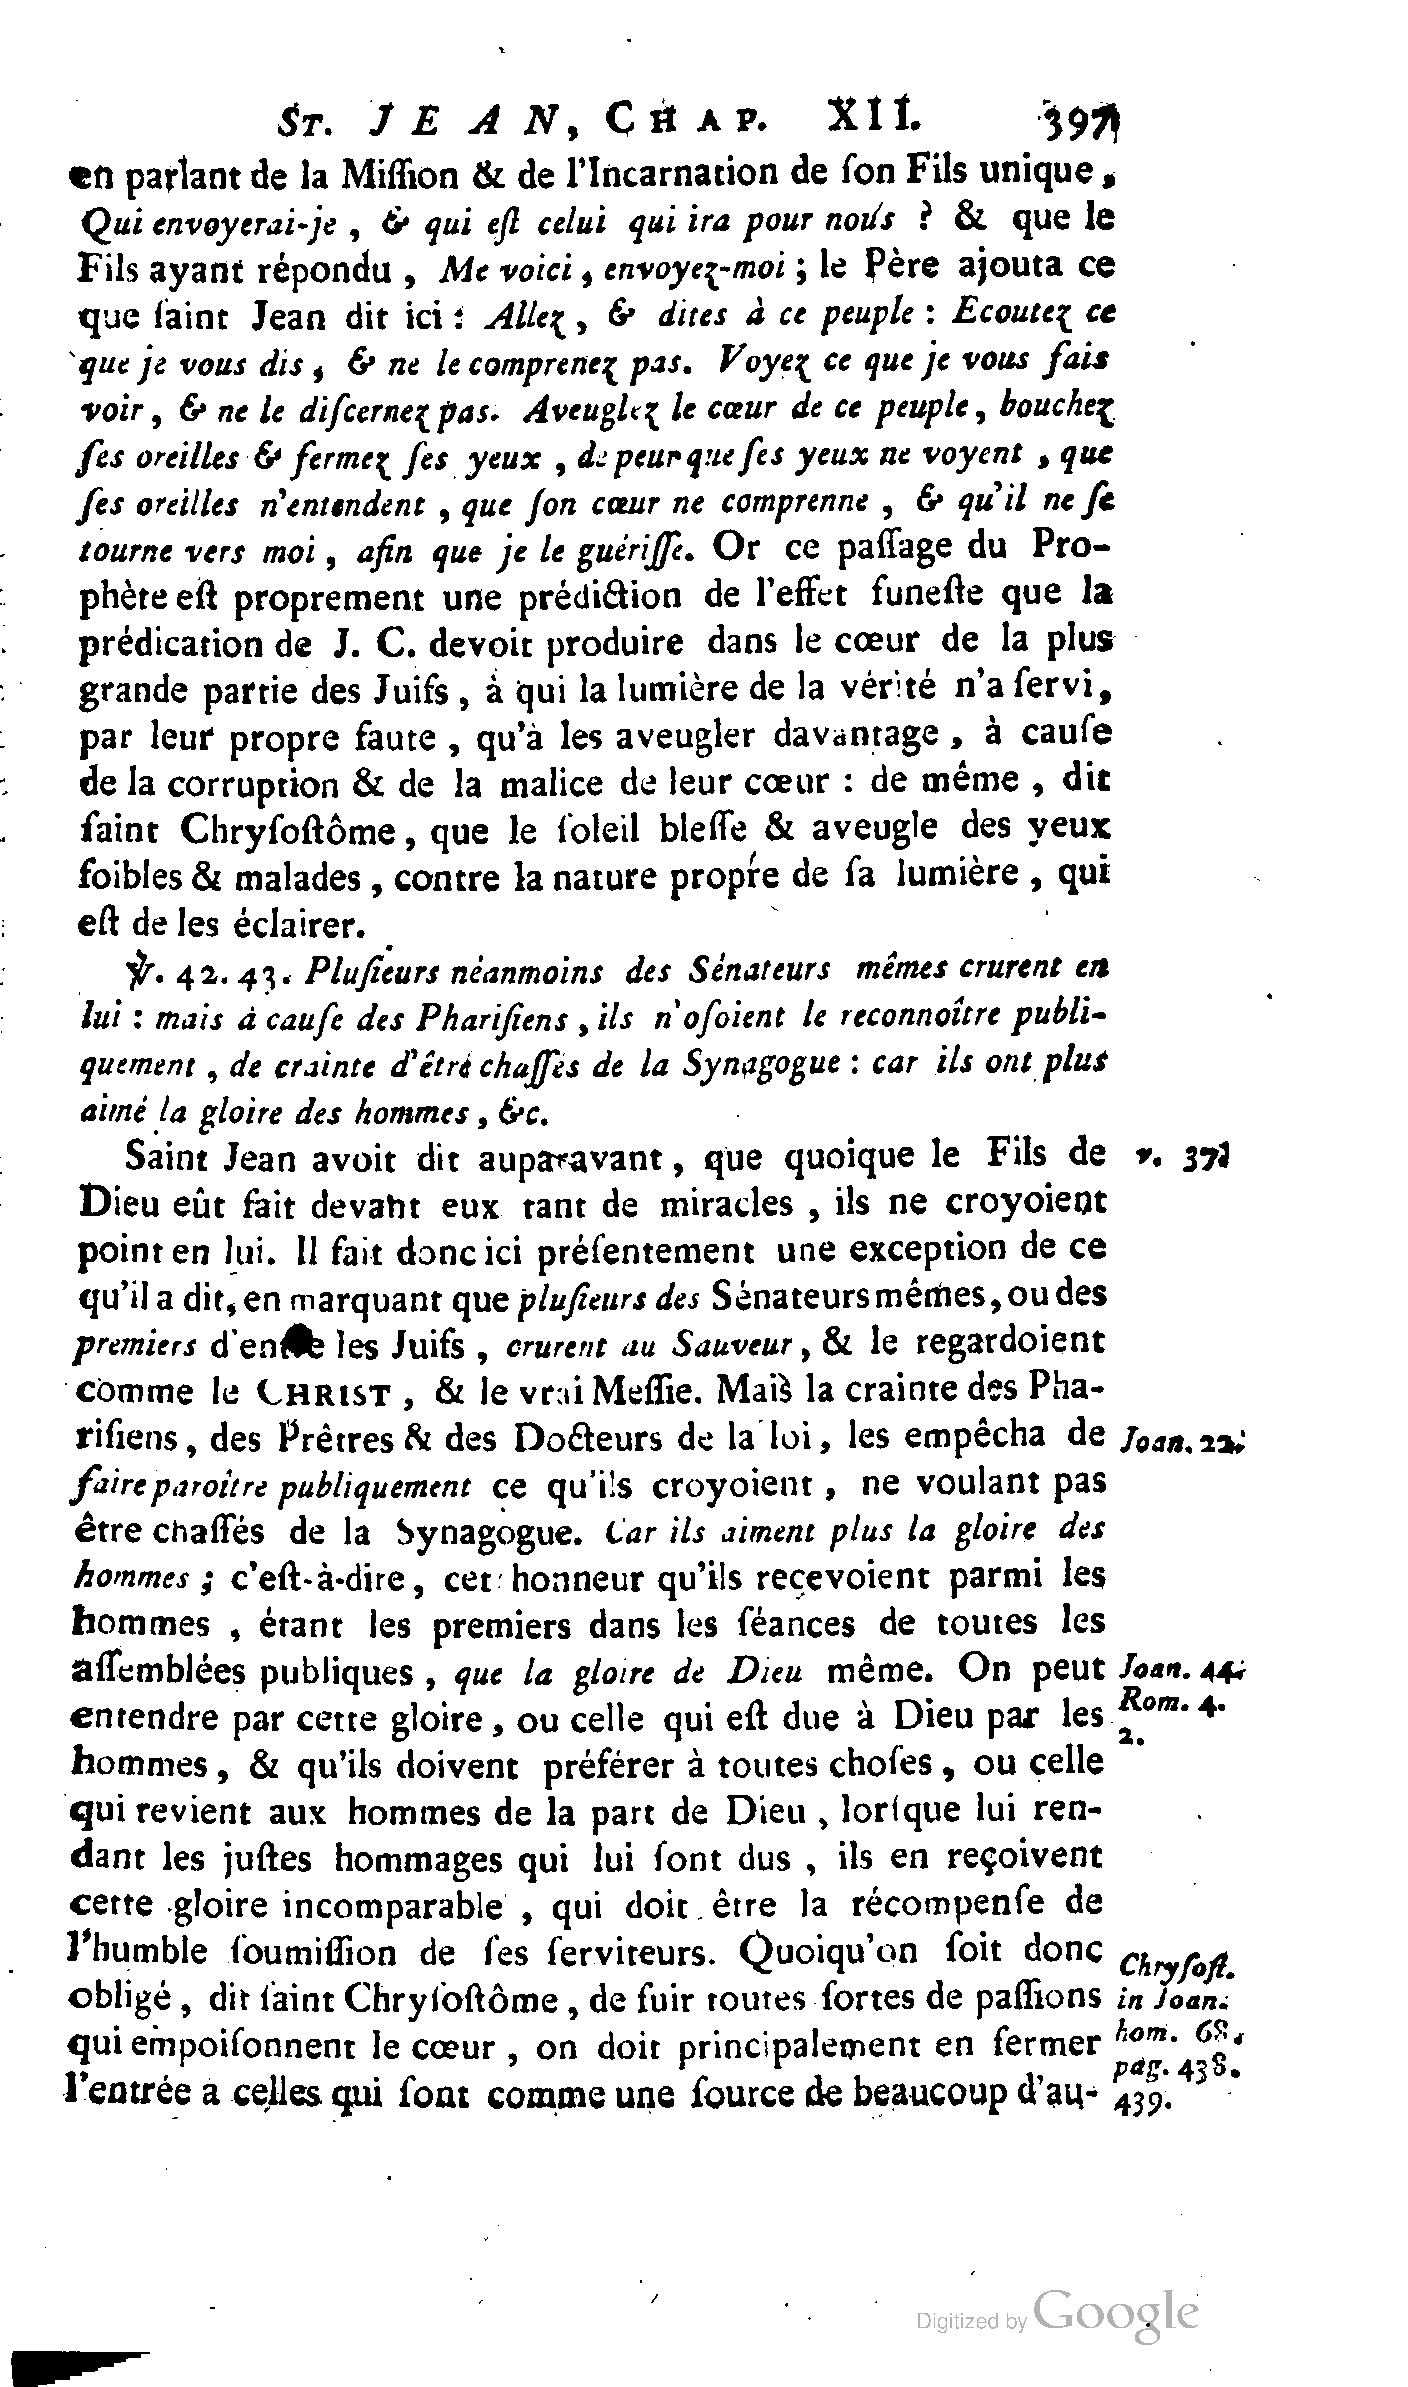 ST. JEAN, CHAP. XII. 397
en parlant de la Miſſion & de l'Incarnation de ſon Fils unique,
Qui envoyerai-je, & qui eſt celui qui ira pour nous ? & que le
Fils ayant répondu, Me voici, envoyez-moi ; le Père ajouta ce
que ſaint Jean dit ici : Allez, & dites à ce peuple : Ecoutez ce
que je vous dis, & ne le comprenez pas. Voyez ce que je vous fais
voir, & ne le diſcernez pas. Aveuglez le cœur de ce peuple, bouchez
ſes oreilles & fermez ſes yeux, de peur que ſes yeux ne voyent, que
ſes oreilles n'entendent, que ſon cœur ne comprenne, & qu'il ne ſe
tourne vers moi, afin que je le guériſſe. Or ce paſſage du Pro-
phète eſt proprement une prédiction de l'effet funeſte que la
prédication de J. C. devoit produire dans le cœur de la plus
grande partie des Juifs, à qui la lumière de la vérité n'a ſervi,
par leur propre faute, qu'à les aveugler davantage, à cauſe
de la corruption & de la malice de leur cœur : de même, dit
ſaint Chryſoſtôme, que le ſoleil bleſſe & aveugle des yeux
foibles & malades, contre la nature propre de ſa lumière, qui
eſt de les éclairer.
℣. 42. 43. Pluſieurs néanmoins des Sénateurs mêmes crurent en
lui : mais à cauſe des Phariſiens, ils n'oſoient le reconnoître publi-
quement, de crainte d'être chaſſés de la Synagogue : car ils ont plus
aimé la gloire des hommes, &c.
Saint Jean avoit dit auparavant, que quoique le Fils de
v. 37.
Dieu eût fait devant eux tant de miracles, ils ne croyoient
point en lui. Il fait donc ici préſentement une exception de ce
qu'il a dit, en marquant que pluſieurs des Sénateurs mêmes, ou des
premiers d'entre les Juifs, crurent au Sauveur, & le regardoient
comme le CHRIST, & le vrai Meſſie. Mais la crainte des Pha-
riſiens, des Prêtres & des Docteurs de la loi, les empêcha de
Joan. 22.
faire paroître publiquement ce qu'ils croyoient, ne voulant pas
être chaſſés de la Synagogue. Car ils aiment plus la gloire des
hommes ; c'eſt-à-dire, cet honneur qu'ils reçevoient parmi les
hommes, étant les premiers dans les ſéances de toutes les
aſſemblées publiques, que la gloire de Dieu même. On peut
Joan. 44.
entendre par cette gloire, ou celle qui eſt due à Dieu par les
Rom. 4.
2.
hommes, & qu'ils doivent préférer à toutes choſes, ou celle
qui revient aux hommes de la part de Dieu, lorſque lui ren-
dant les juſtes hommages qui lui ſont dus, ils en reçoivent
cette gloire incomparable, qui doit être la récompenſe de
l'humble ſoumiſſion de ſes ſerviteurs. Quoiqu'on ſoit donc
Chryſoſt.
obligé, dit ſaint Chryſoſtôme, de fuir toutes ſortes de paſſions
in Joan.
qui empoiſonnent le cœur, on doit principalement en fermer
hom. 68.
pag. 438.
l'entrée à celles qui ſont comme une ſource de beaucoup d'au-
439.
Digitized by Google